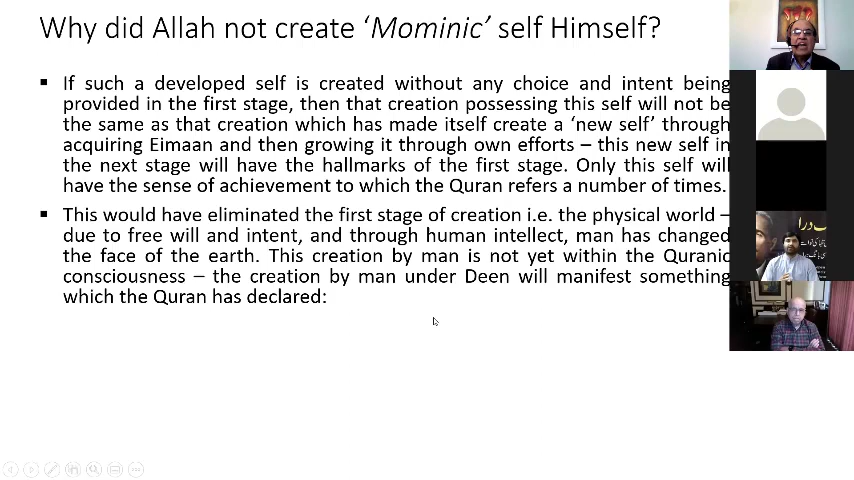 Why did Allah not create ‘Mominic’ self Himself?
▪ If such a developed self is created without any choice and intent being
provided in the first stage, then that creation possessing this self will not be
the same as that creation which has made itself create a ‘new self’ through
acquiring Eimaan and then growing it through own efforts – this new self in
the next stage will have the hallmarks of the first stage. Only this self will
have the sense of achievement to which the Quran refers a number of times.
▪ This would have eliminated the first stage of creation i.e. the physical world –
due to free will and intent, and through human intellect, man has changed
the face of the earth. This creation by man is not yet within the Quranic
consciousness – the creation by man under Deen will manifest something
which the Quran has declared: